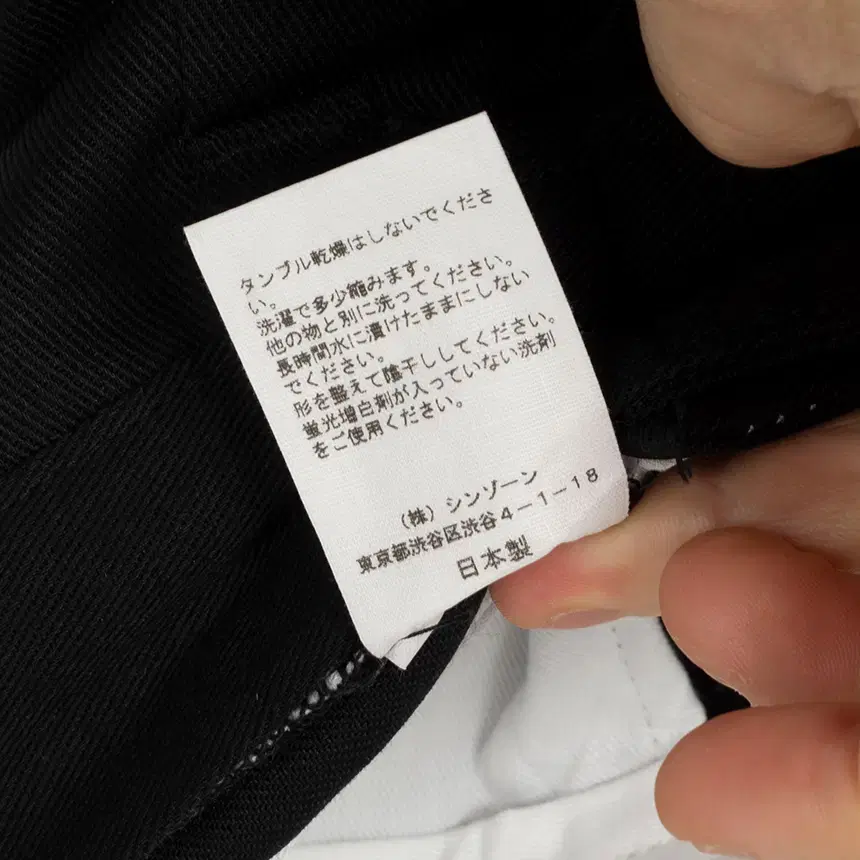 タンブル乾燥はしないでくださ
い。
洗濯で多少縮みます。
他の物と別に洗ってください。
長時間水に漬けたままにしない
でください。
形を整えて陰干ししてください。
蛍光増白剤が入っていない洗剤
をご使用ください。
(株)シンゾーン
東京都渋谷区渋谷4-1-18
日本製